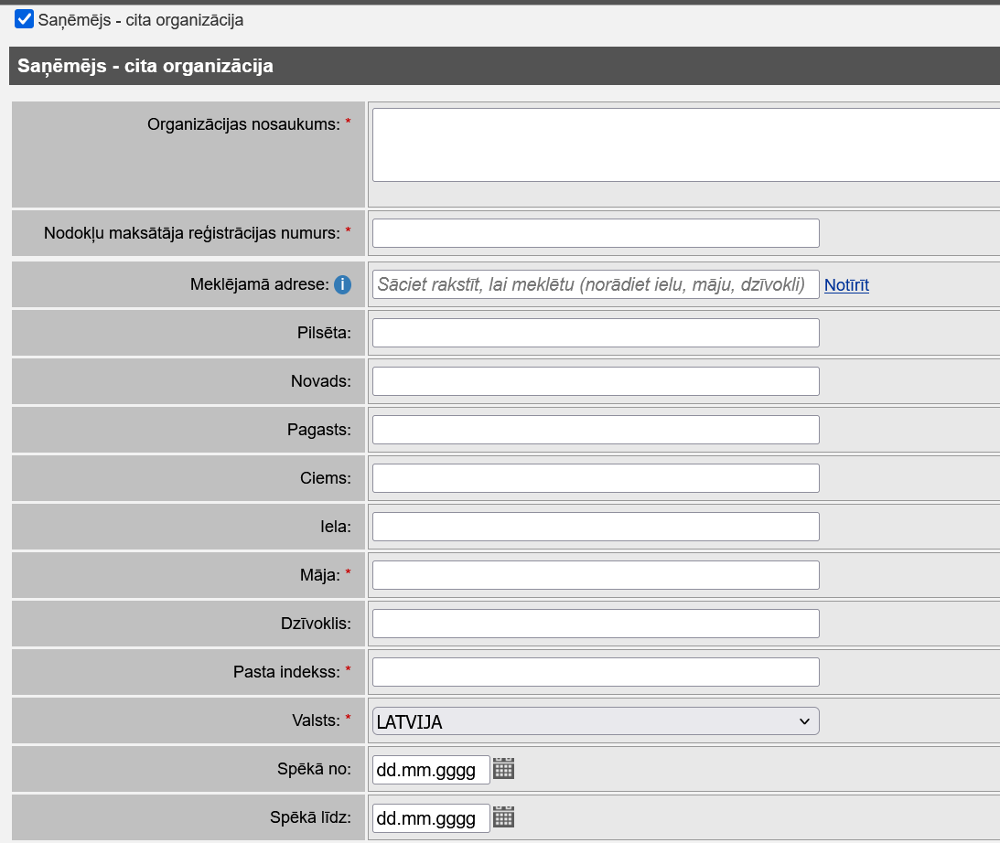 Saņēmējs - cita organizācija
Saņēmējs - cita organizācija
Organizācijas nosaukums: *
Nodokļu maksātāja reģistrācijas numurs: *
Meklējamā adrese: i Sāciet rakstīt, lai meklētu (norādiet ielu, māju, dzīvokli) Notīrīt
Pilsēta:
Novads:
Pagasts:
Ciems:
Iela:
Māja: *
Dzīvoklis:
Pasta indekss: *
Valsts: * LATVIJA
Spēkā no: dd.mm.gggg
Spēkā līdz: dd.mm.gggg